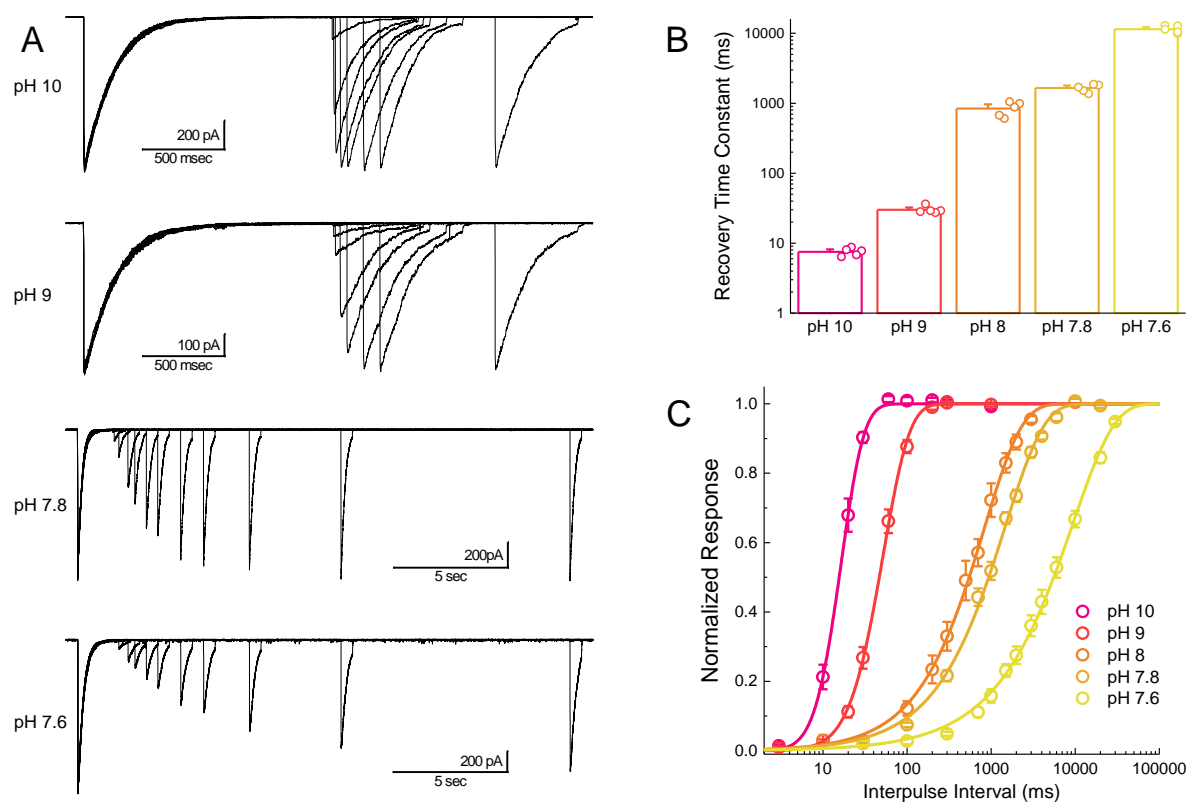 A
pH 10
200 pA
500 msec
pH 9
100 pA
500 msec
pH 7.8
200pA
5 sec
pH 7.6
200 pA
5 sec
B
Recovery Time Constant (ms)
10000
1000
100
10
1
pH 10 pH 9 pH 8 pH 7.8 pH 7.6
C
Normalized Response
1.0
0.8
0.6
0.4
0.2
0.0
pH 10
pH 9
pH 8
pH 7.8
pH 7.6
10 100 1000 10000 100000
Interpulse Interval (ms)